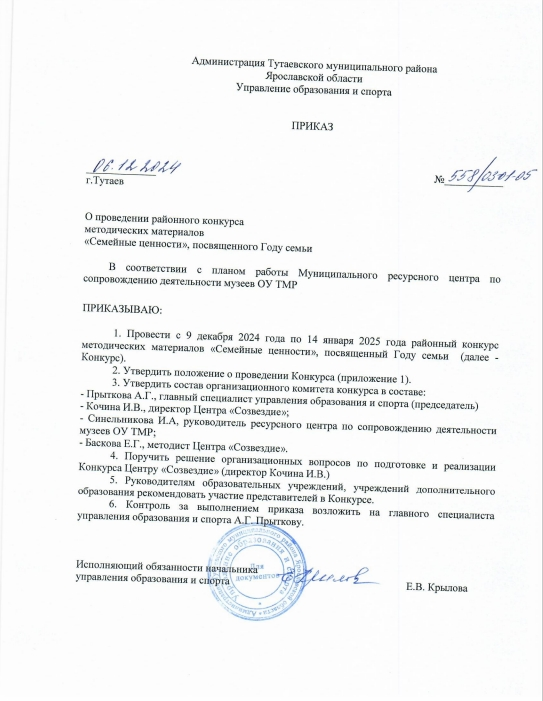 Администрация Тутаевского муниципального района
Ярославской области
Управление образования и спорта
ПРИКАЗ
06.12.2024
г.Тутаев
№ 558/0301-05
О проведении районного конкурса
методических материалов
«Семейные ценности», посвященного Году семьи
В соответствии с планом работы Муниципального ресурсного центра по
сопровождению деятельности музеев ОУ ТМР
ПРИКАЗЫВАЮ:
1. Провести с 9 декабря 2024 года по 14 января 2025 года районный конкурс
методических материалов «Семейные ценности», посвященный Году семьи (далее -
Конкурс).
2. Утвердить положение о проведении Конкурса (приложение 1).
3. Утвердить состав организационного комитета конкурса в составе:
- Прыткова А.Г., главный специалист управления образования и спорта (председатель)
- Кочина И.В., директор Центра «Созвездие»;
- Синельникова И.А, руководитель ресурсного центра по сопровождению деятельности
музеев ОУ ТМР;
- Баскова Е.Г., методист Центра «Созвездие».
4. Поручить решение организационных вопросов по подготовке и реализации
Конкурса Центру «Созвездие» (директор Кочина И.В.)
5. Руководителям образовательных учреждений, учреждений дополнительного
образования рекомендовать участие представителей в Конкурсе.
6. Контроль за выполнением приказа возложить на главного специалиста
управления образования и спорта А.Г. Прыткову.
Исполняющий обязанности начальника
управления образования и спорта
Е.В. Крылова
Для
документов